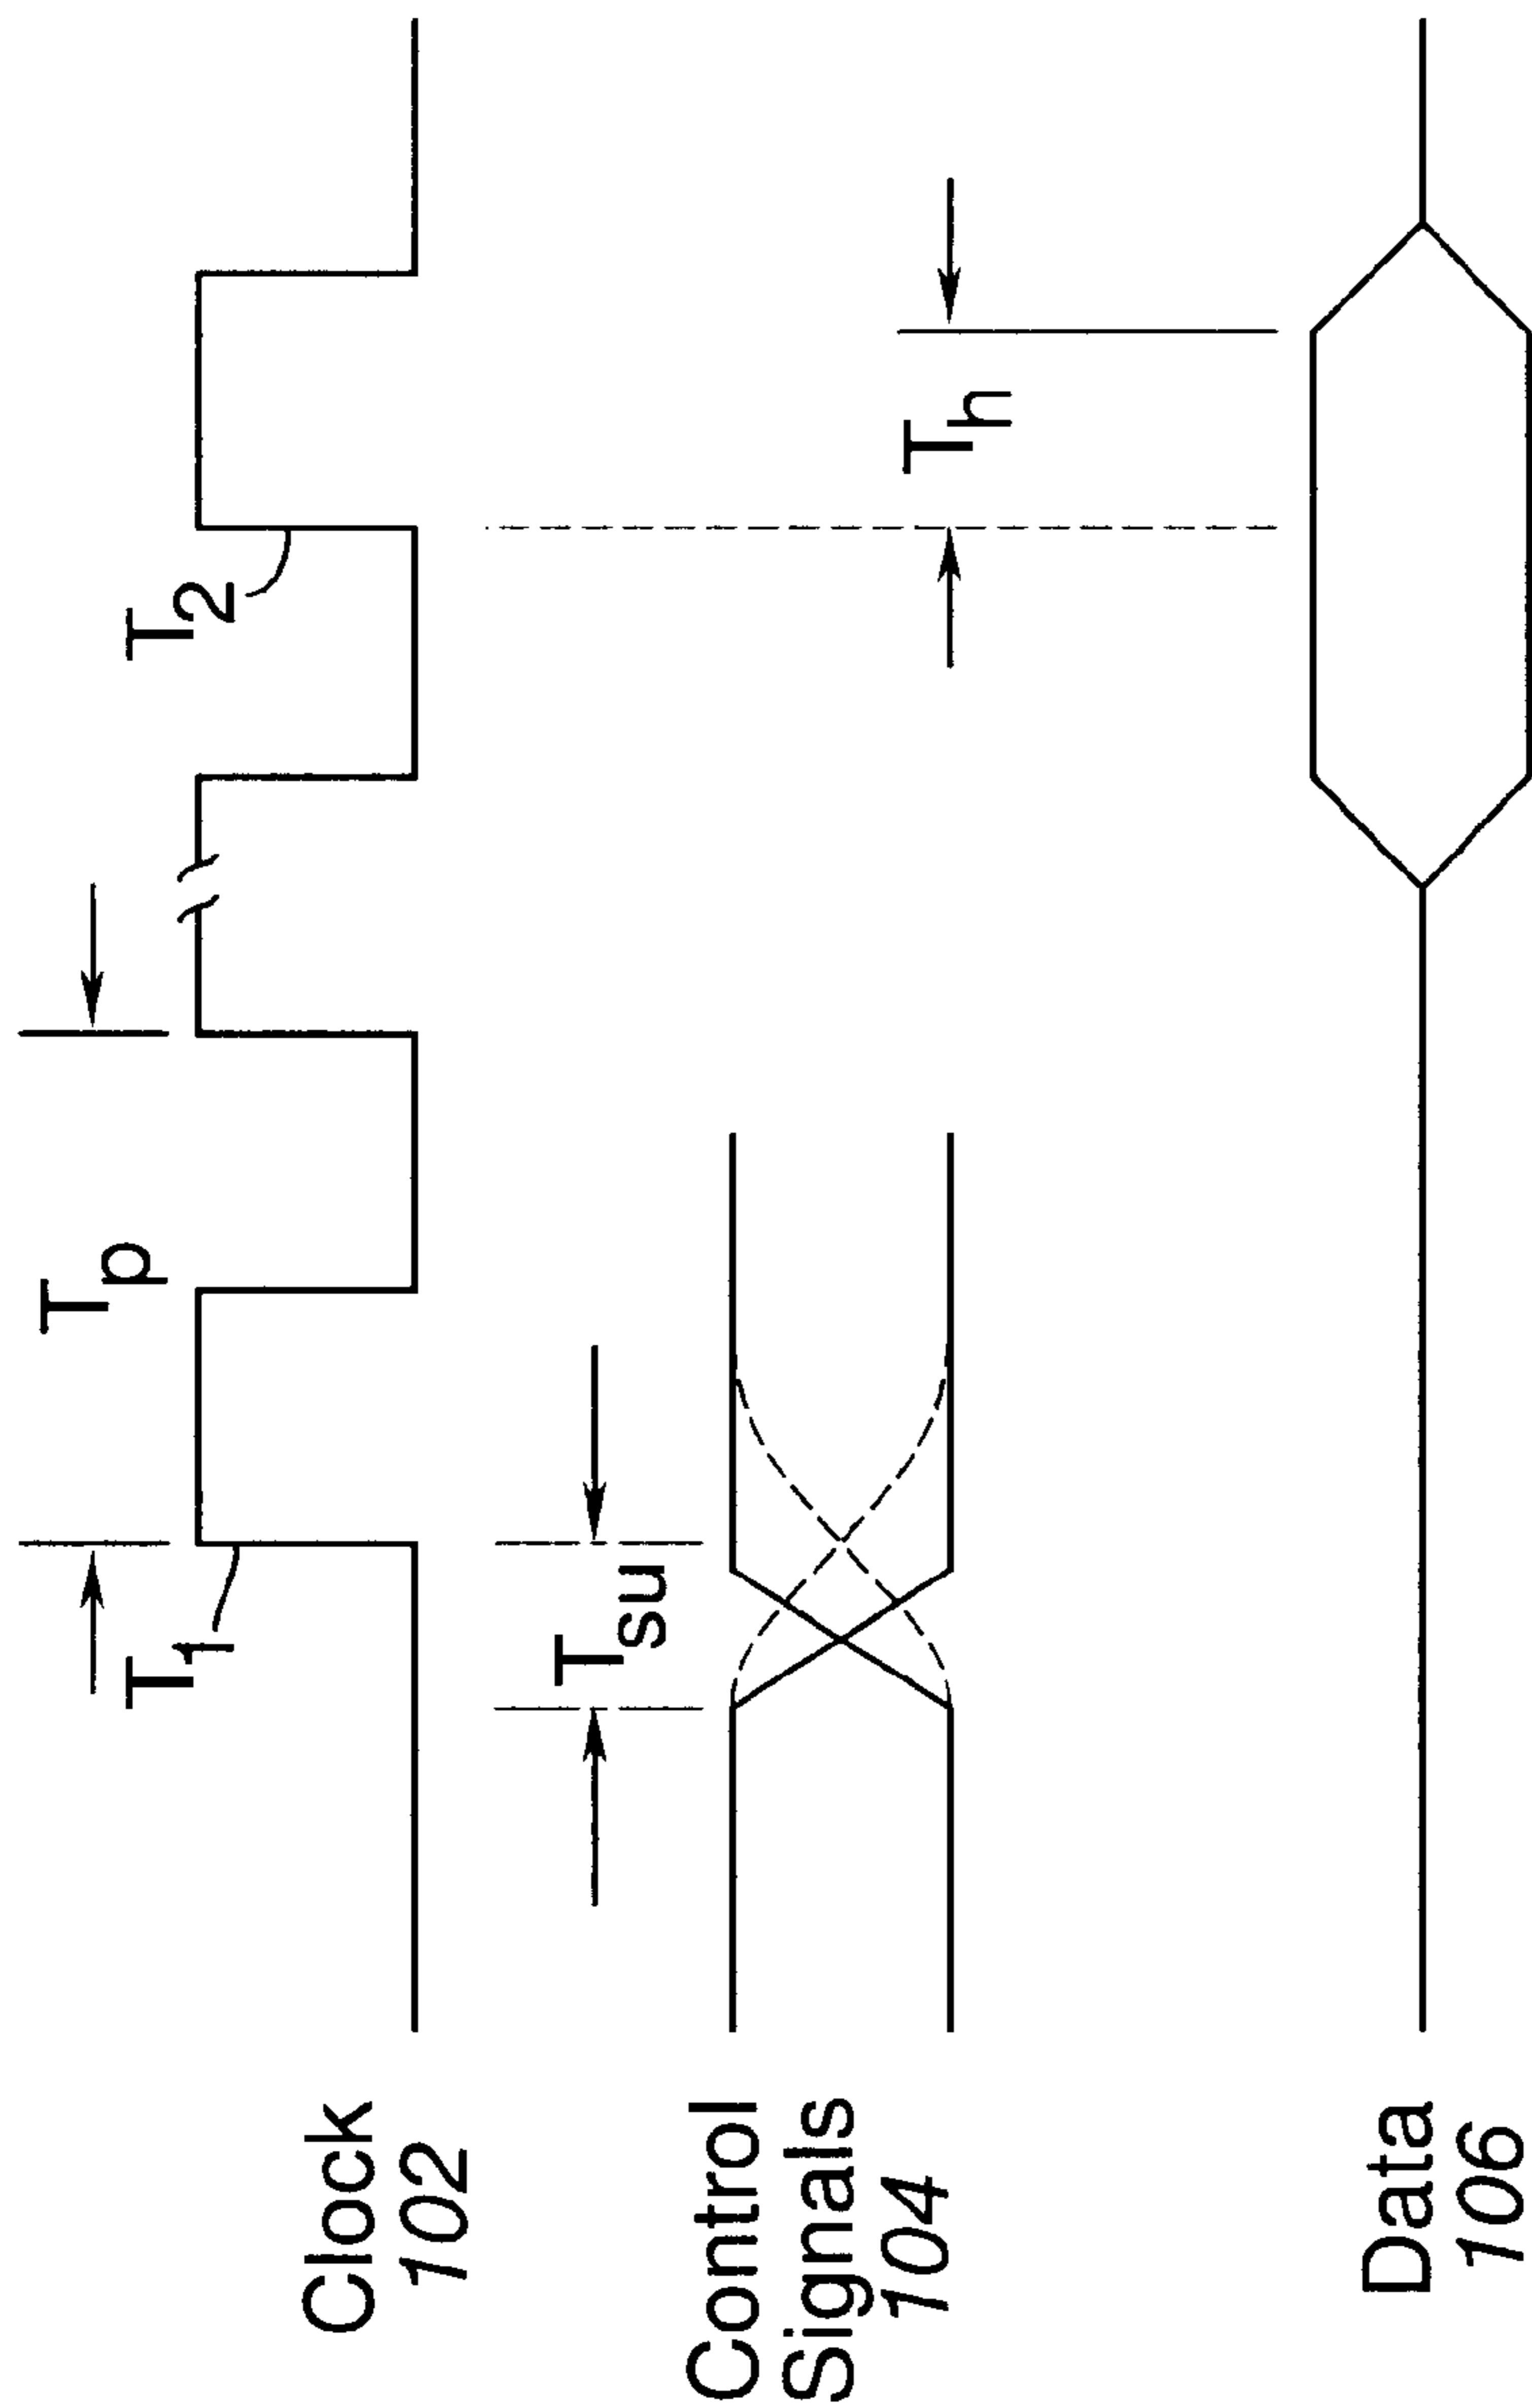 Tp
T1
T2
Clock
102
Tsu
Control
Signals
104
Th
Data
106